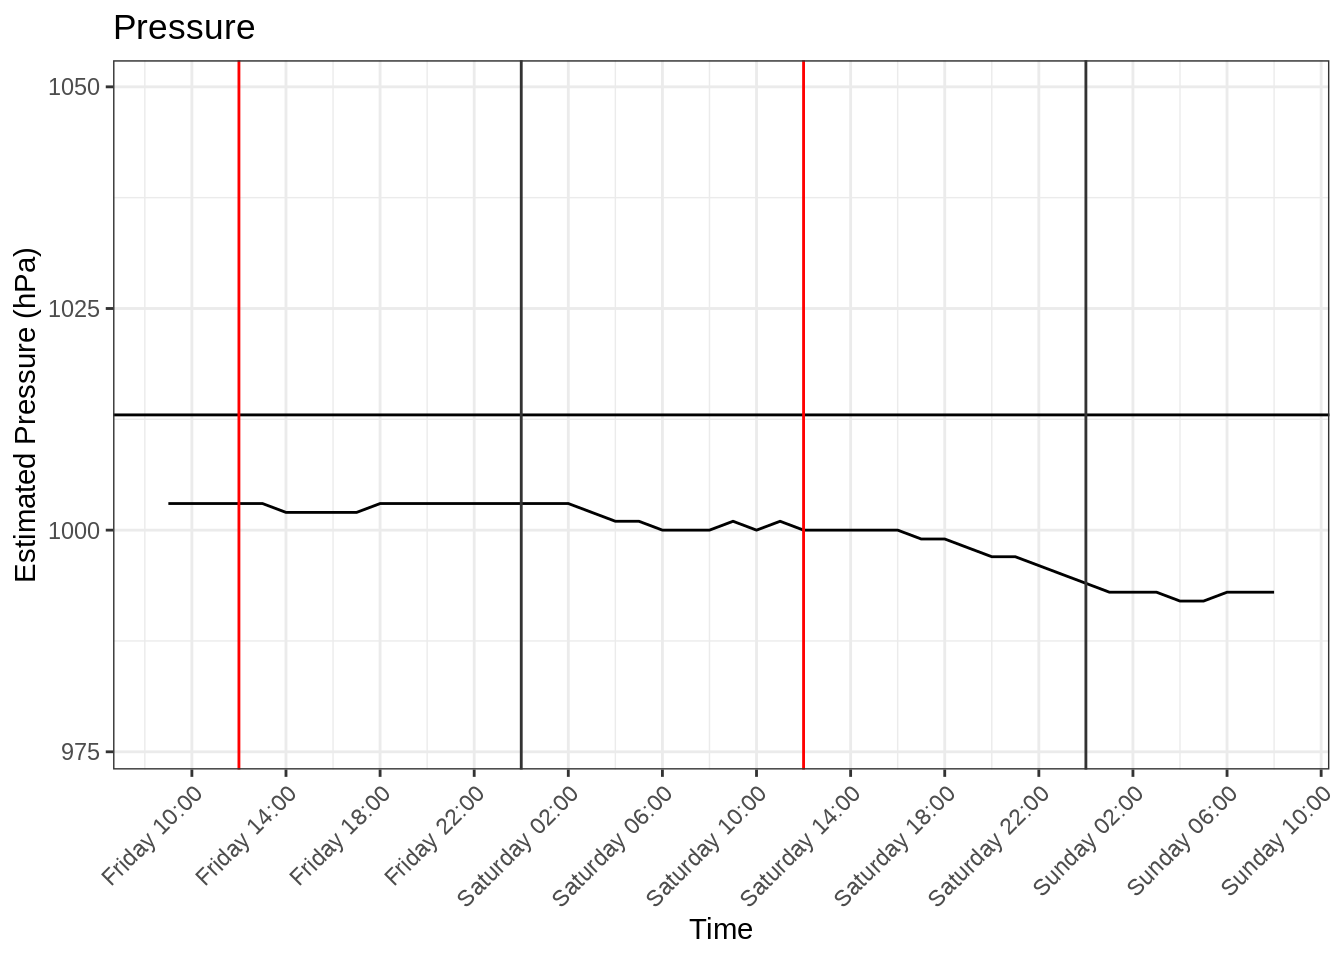 Pressure
Estimated Pressure (hPa)
1050
1025
1000
975
Friday 10:00
Friday 14:00
Friday 18:00
Friday 22:00
Saturday 02:00
Saturday 06:00
Saturday 10:00
Saturday 14:00
Saturday 18:00
Saturday 22:00
Sunday 02:00
Sunday 06:00
Sunday 10:00
Time